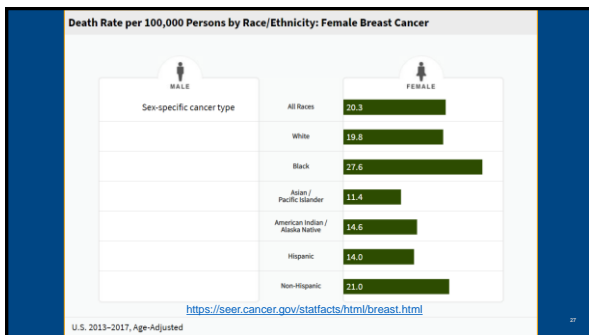 Death Rate per 100,000 Persons by Race/Ethnicity: Female Breast Cancer
MALE
FEMALE
Sex-specific cancer type
All Races
20.3
White
19.8
Black
27.6
Asian /
Pacific Islander
11.4
American Indian /
Alaska Native
14.6
Hispanic
14.0
Non-Hispanic
21.0
https://seer.cancer.gov/statfacts/html/breast.html
U.S. 2013–2017, Age-Adjusted
27